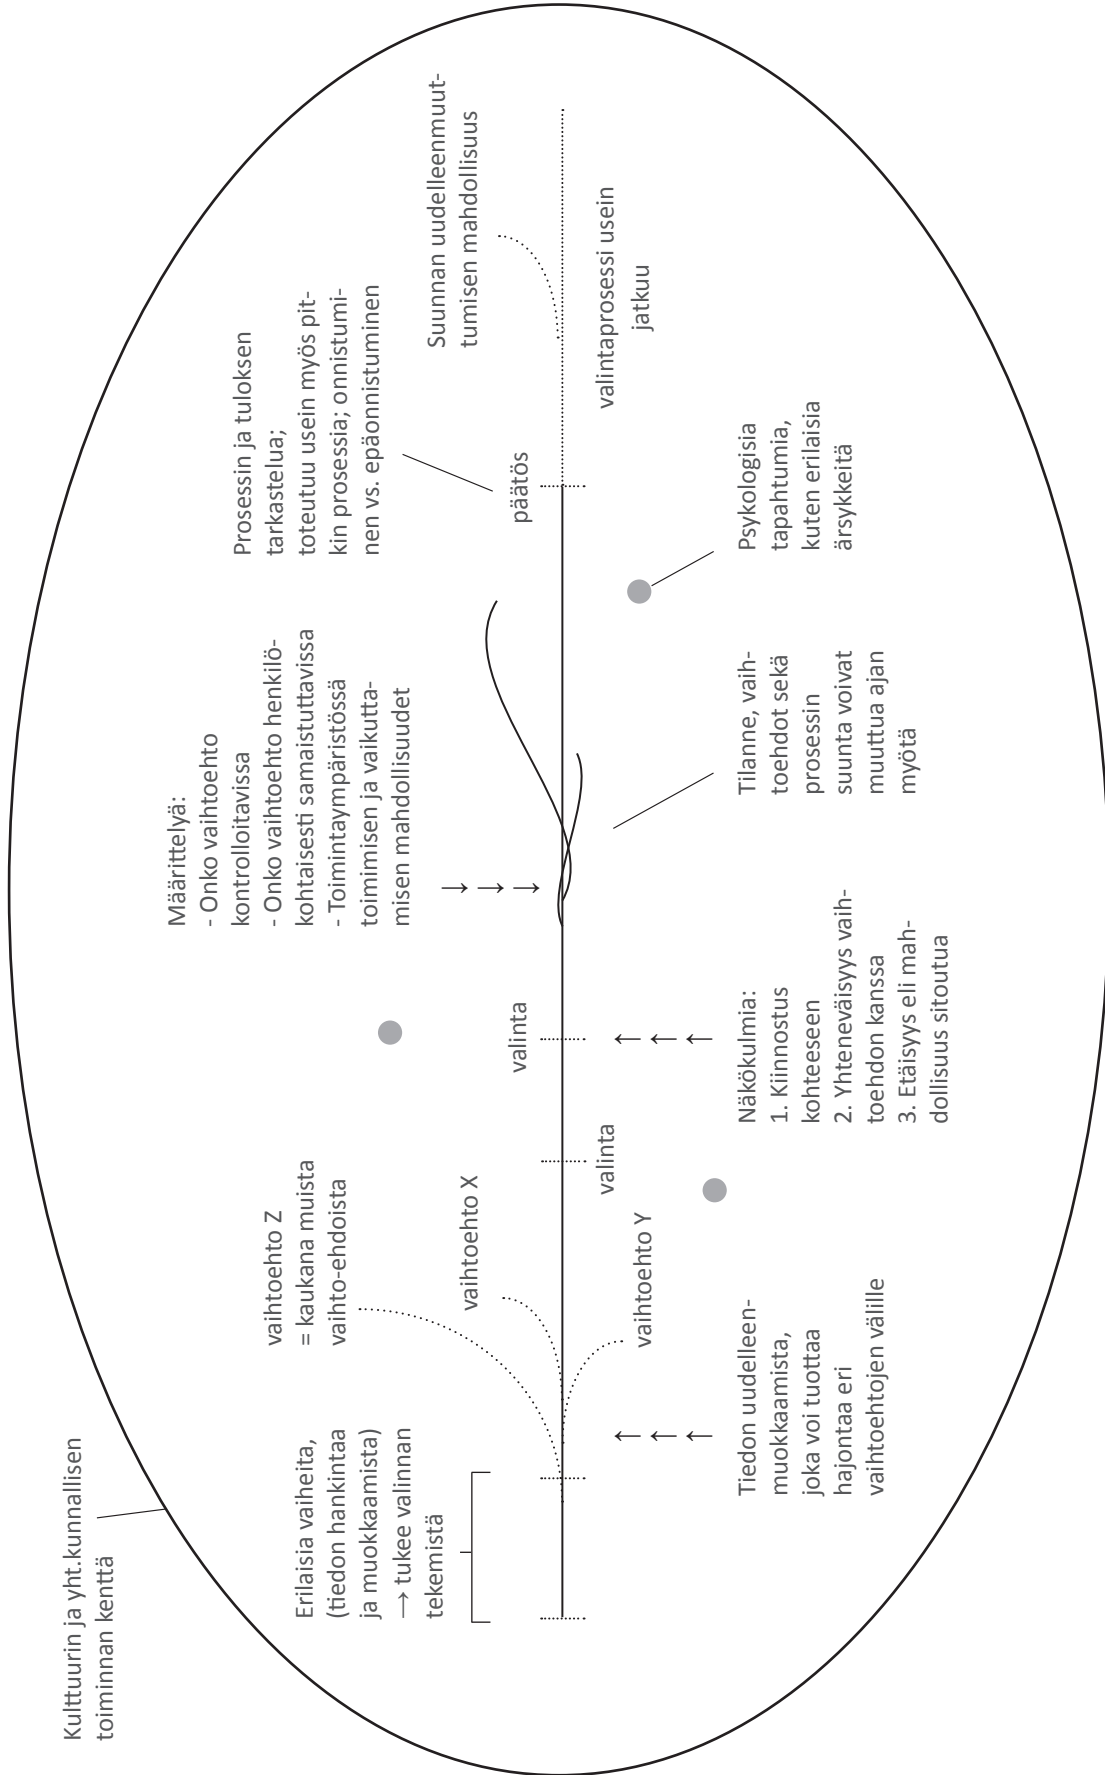 Kulttuurin ja yht.kunnallisen
toiminnan kenttä
Erilaisia vaiheita,
(tiedon hankintaa
ja muokkaamista)
→ tukee valinnan
tekemistä
vaihtoehto Z
= kaukana muista
vaihto-ehdoista
vaihtoehto X
vaihtoehto Y
Tiedon uudelleen-
muokkaamista,
joka voi tuottaa
hajontaa eri
vaihtoehtojen välille
valinta
valinta
Näkökulmia:
1. Kiinnostus
kohteeseen
2. Yhteneväisyys vaih-
toehdon kanssa
3. Etäisyys eli mah-
dollisuus sitoutua
Määrittelyä:
- Onko vaihtoehto
kontrolloitavissa
- Onko vaihtoehto henkilö-
kohtaisesti samaistuttavissa
- Toimintaympäristössä
toimimisen ja vaikutta-
misen mahdollisuudet
Tilanne, vaih-
toehdot sekä
prosessin
suunta voivat
muuttua ajan
myötä
Prosessin ja tuloksen
tarkastelua;
toteutuu usein myös pit-
kin prosessia; onnistumi-
nen vs. epäonnistuminen
päätös
Psykologisia
tapahtumia,
kuten erilaisia
ärsykkeitä
Suunnan uudelleenmuut-
tumisen mahdollisuus
valintaprosessi usein
jatkuu